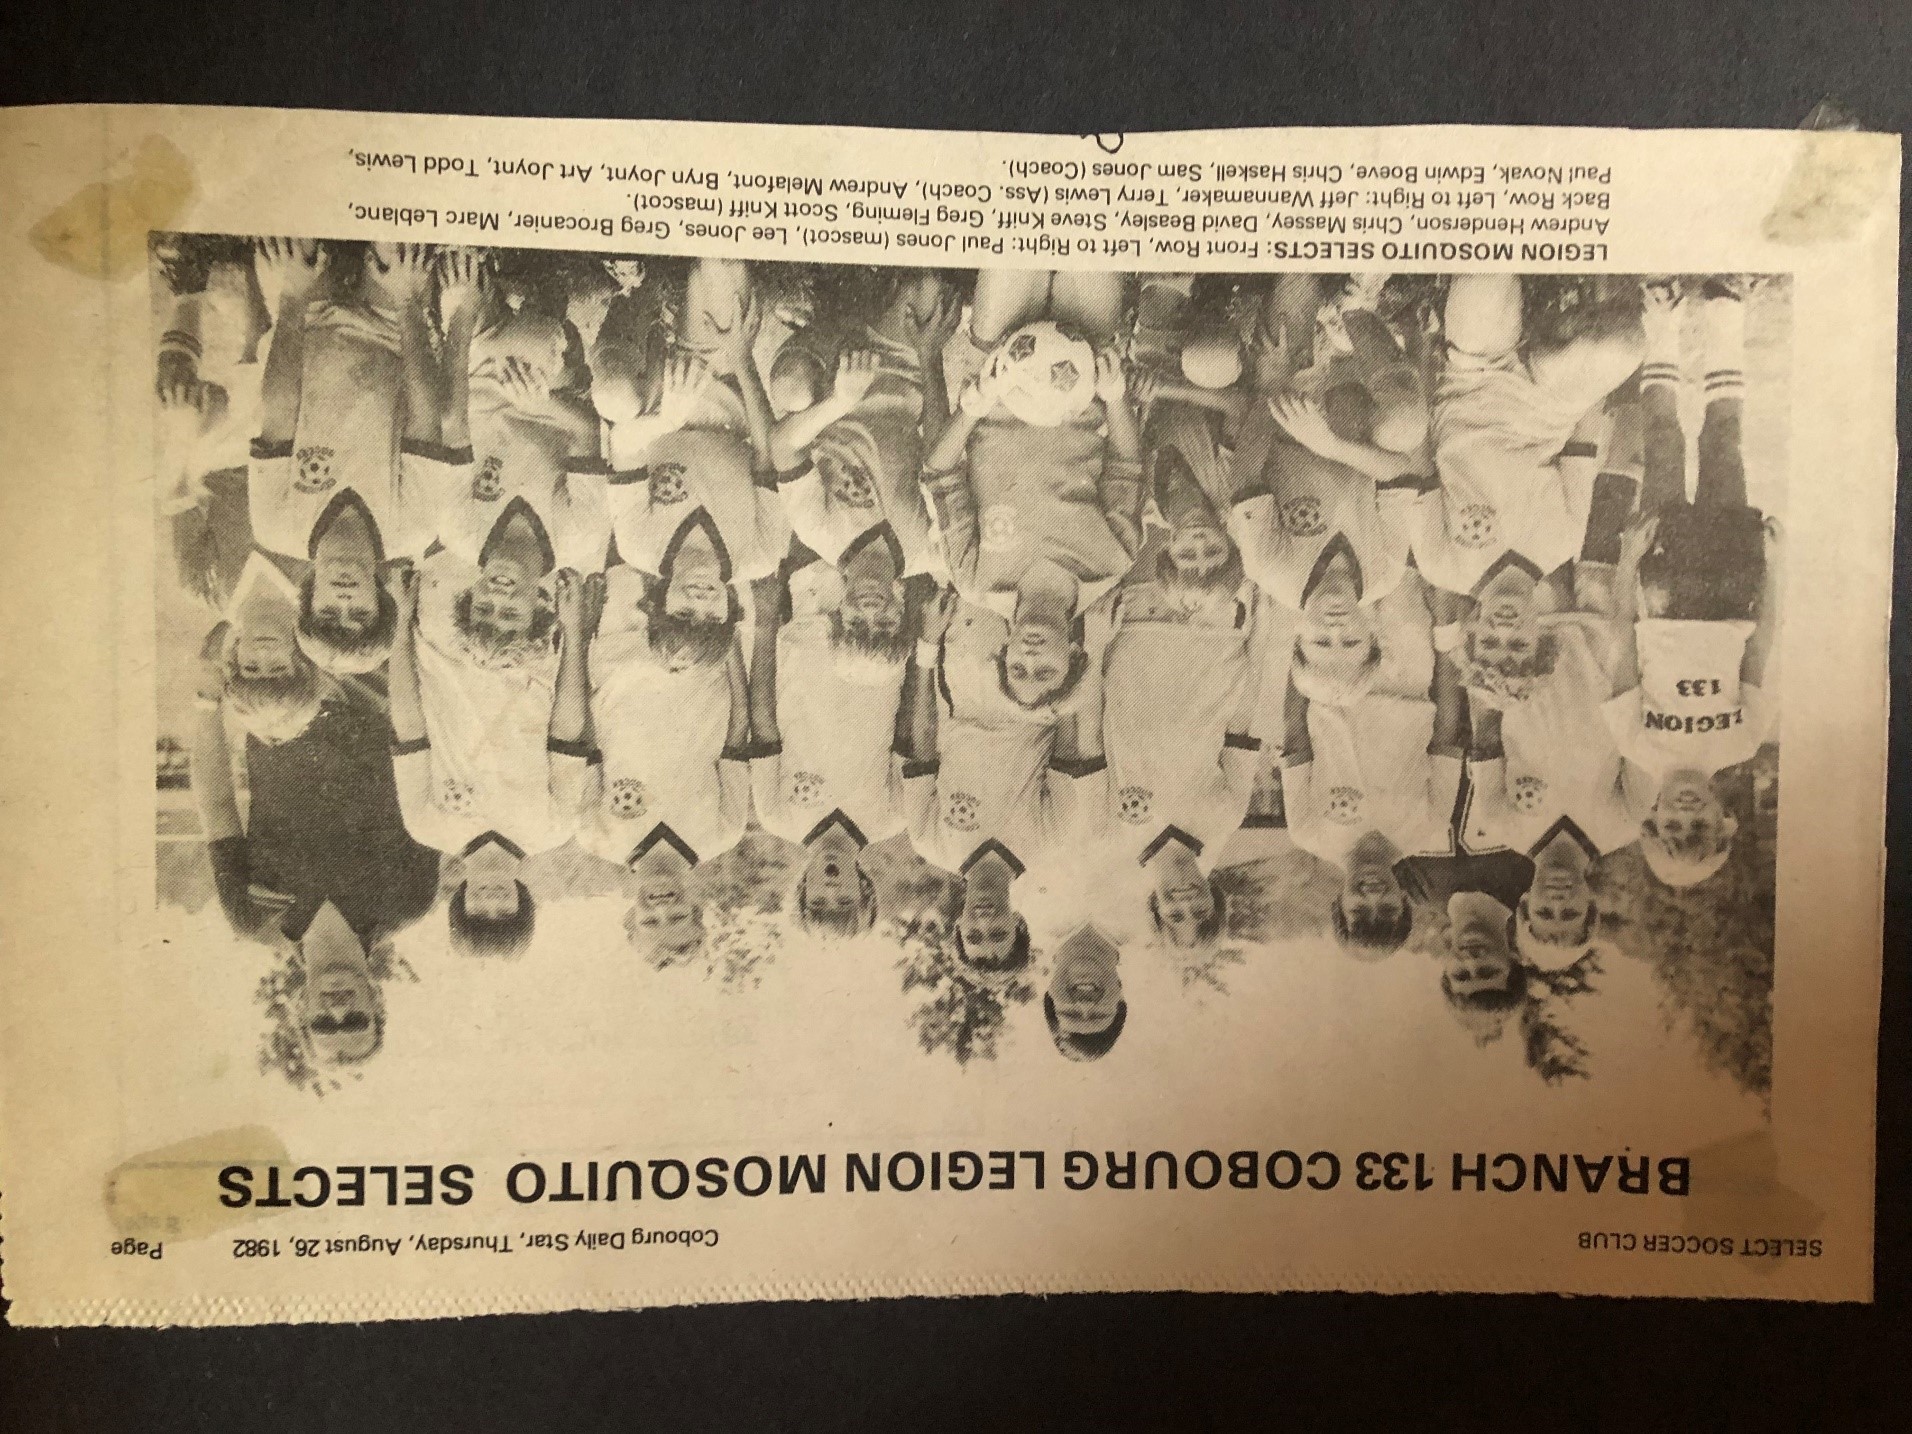 SELECT SOCCER CLUB Cobourg Daily Star, Thursday, August 26, 1982 Page
BRANCH 133 COBOURG LEGION MOSQUITO SELECTS
LEGION
133
LEGION MOSQUITO SELECTS: Front Row, Left to Right: Paul Jones (mascot), Lee Jones, Greg Brocanier, Marc Leblanc,
Andrew Henderson, Chris Massey, David Beasley, Steve Kniff, Greg Fleming, Scott Kniff (mascot).
Back Row, Left to Right: Jeff Wannamaker, Terry Lewis (Ass. Coach), Andrew Melafont, Bryn Joynt, Art Joynt, Todd Lewis,
Paul Novak, Edwin Boeve, Chris Haskell, Sam Jones (Coach).